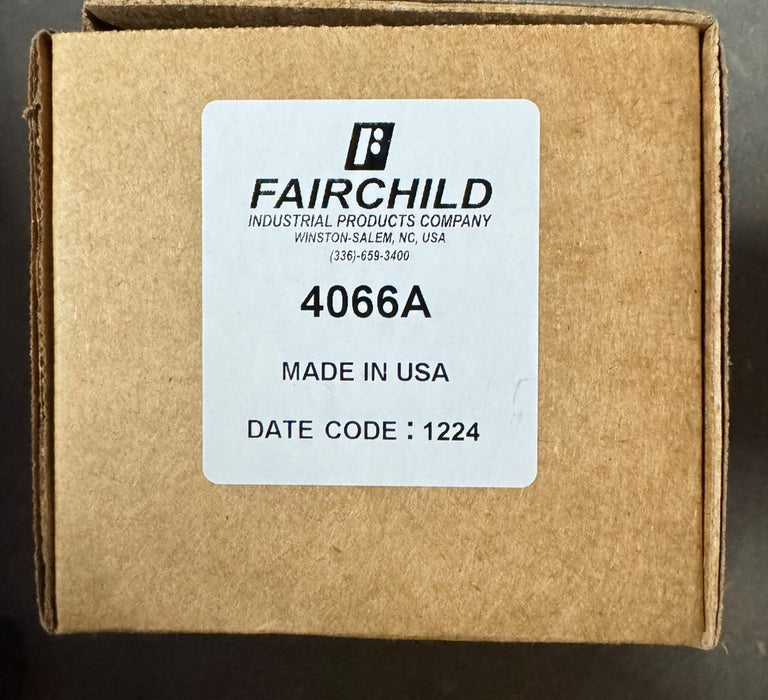 FAIRCHILD
INDUSTRIAL PRODUCTS COMPANY
WINSTON-SALEM, NC, USA
(336)-659-3400
4066A
MADE IN USA
DATE CODE : 1224